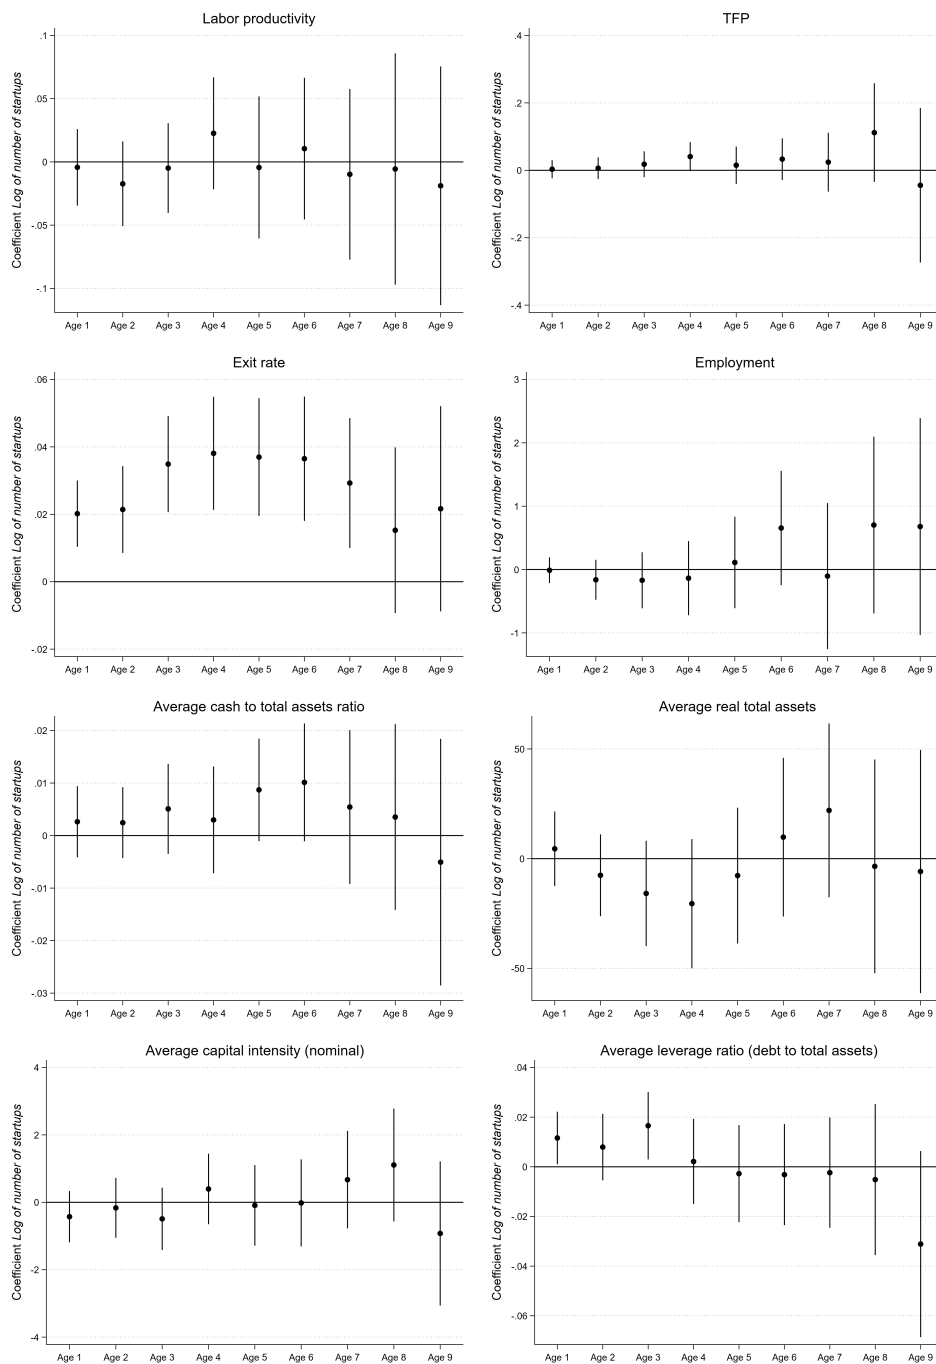 Labor productivity
Coefficient Log of number of startups
.1
.05
0
-.05
-.1
Age 1 Age 2 Age 3 Age 4 Age 5 Age 6 Age 7 Age 8 Age 9
TFP
Coefficient Log of number of startups
.4
.2
0
-.2
-.4
Age 1 Age 2 Age 3 Age 4 Age 5 Age 6 Age 7 Age 8 Age 9
Exit rate
Coefficient Log of number of startups
.06
.04
.02
0
-.02
Age 1 Age 2 Age 3 Age 4 Age 5 Age 6 Age 7 Age 8 Age 9
Employment
Coefficient Log of number of startups
3
2
1
0
-1
Age 1 Age 2 Age 3 Age 4 Age 5 Age 6 Age 7 Age 8 Age 9
Average cash to total assets ratio
Coefficient Log of number of startups
.02
.01
0
-.01
-.02
-.03
Age 1 Age 2 Age 3 Age 4 Age 5 Age 6 Age 7 Age 8 Age 9
Average real total assets
Coefficient Log of number of startups
50
0
-50
Age 1 Age 2 Age 3 Age 4 Age 5 Age 6 Age 7 Age 8 Age 9
Average capital intensity (nominal)
Coefficient Log of number of startups
4
2
0
-2
-4
Age 1 Age 2 Age 3 Age 4 Age 5 Age 6 Age 7 Age 8 Age 9
Average leverage ratio (debt to total assets)
Coefficient Log of number of startups
.04
.02
0
-.02
-.04
-.06
Age 1 Age 2 Age 3 Age 4 Age 5 Age 6 Age 7 Age 8 Age 9